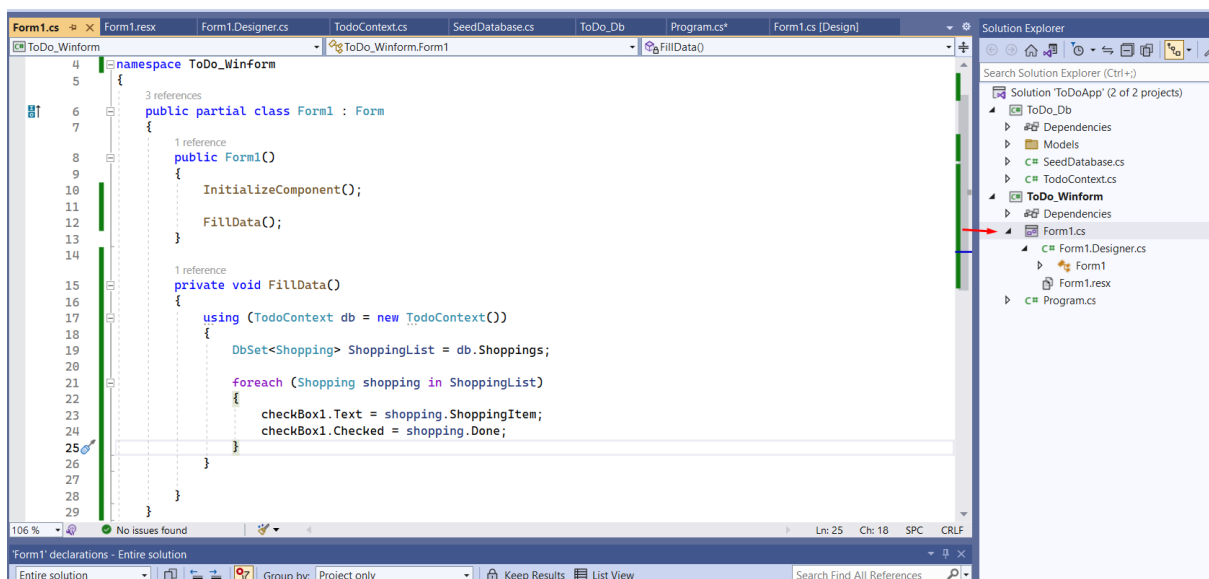 Form1.cs Form1.resx Form1.Designer.cs TodoContext.cs SeedDatabase.cs ToDo_Db Program.cs* Form1.cs [Design]
ToDo_Winform ToDo_Winform.Form1 FillData()
4 namespace ToDo_Winform
5 {
3 references
6 public partial class Form1 : Form
7 {
1 reference
8 public Form1()
9 {
10 InitializeComponent();
11
12 FillData();
13 }
14
1 reference
15 private void FillData()
16 {
17 using (TodoContext db = new TodoContext())
18 {
19 DbSet<Shopping> ShoppingList = db.Shoppings;
20
21 foreach (Shopping shopping in ShoppingList)
22 {
23 checkBox1.Text = shopping.ShoppingItem;
24 checkBox1.Checked = shopping.Done;
25 }
26 }
27
28 }
29 }
106 % No issues found Ln: 25 Ch: 18 SPC CRLF
'Form1' declarations - Entire solution
Entire solution Group by: Project only Keep Results List View Search Find All References
Solution Explorer
Search Solution Explorer (Ctrl+;)
Solution 'ToDoApp' (2 of 2 projects)
C# ToDo_Db
Dependencies
Models
C# SeedDatabase.cs
C# TodoContext.cs
C# ToDo_Winform
Dependencies
Form1.cs
C# Form1.Designer.cs
Form1
Form1.resx
C# Program.cs